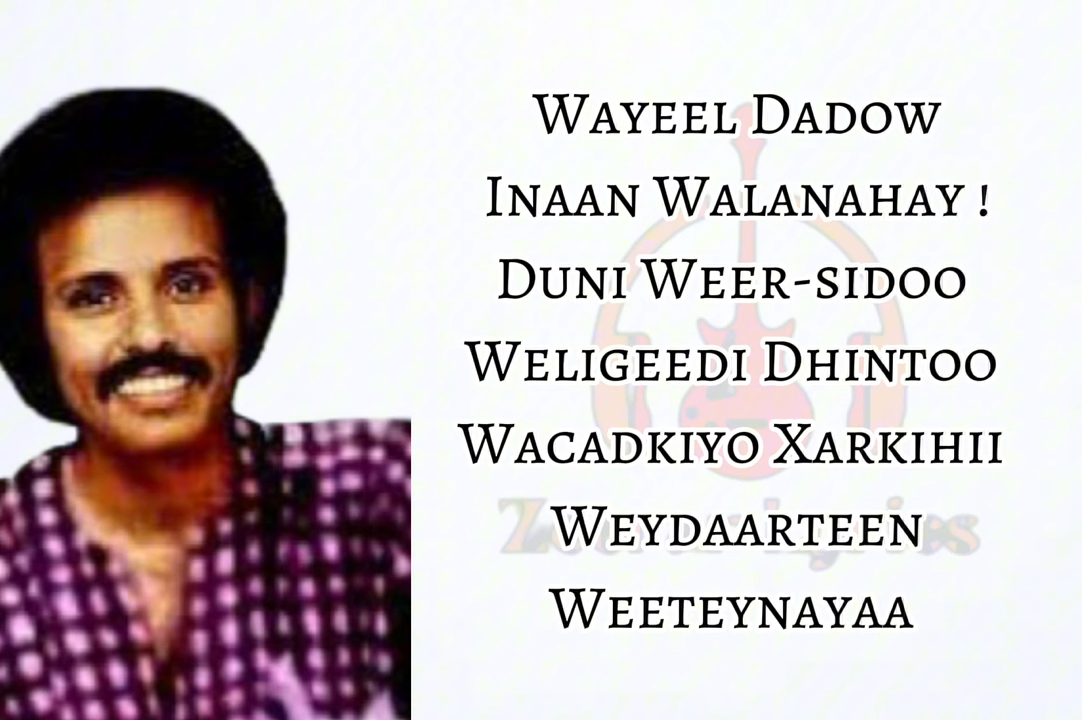 Wayeel Dadow
Inaan Walanahay !
Duni Weer-sidoo
Weligeedi Dhintoo
Wacadkiyo Xarkihii
Weydaarteen
Weeteynayaa